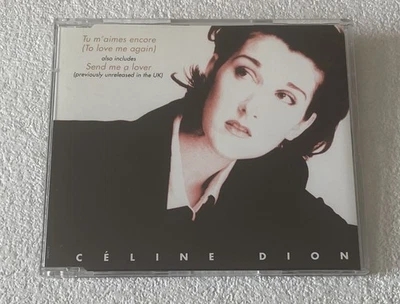 Tu m'aimes encore
(To love me again)
also includes
Send me a lover
(previously unreleased in the UK)
CÉLINE DION